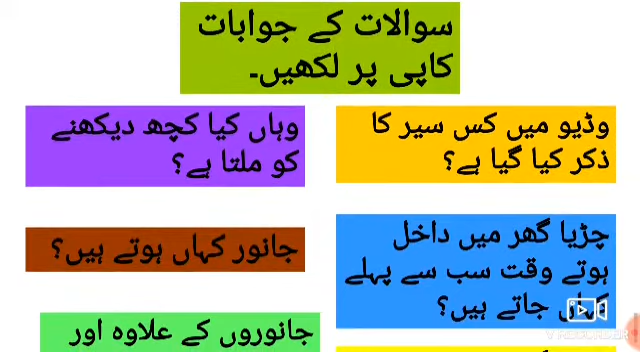 سوالات کے جوابات
کاپی پر لکھیں۔
وڈیو میں کس سیر کا
ذکر کیا گیا ہے؟
وہاں کیا کچھ دیکھنے
کو ملتا ہے؟
چڑیا گھر میں داخل
ہوتے وقت سب سے پہلے
کہاں جاتے ہیں؟
جانور کہاں ہوتے ہیں؟
جانوروں کے علاوہ اور
V RECORDER